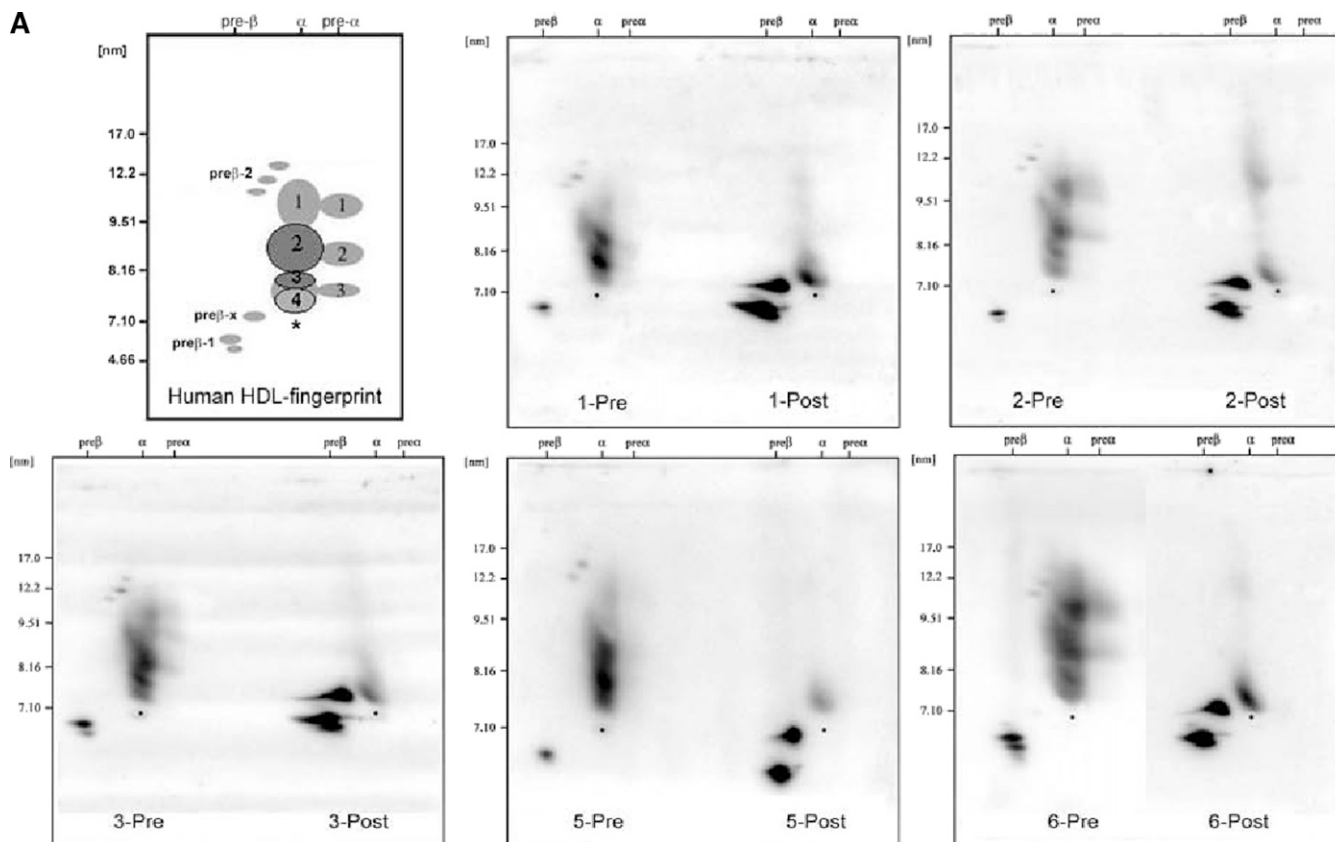 A
pre-β α pre-α
[nm]
17.0
12.2
9.51
8.16
7.10
4.66
preβ-2
preβ-x
preβ-1
1 1
2 2
3 3
4
*
Human HDL-fingerprint
preβ α preα preβ α preα
[nm]
17.0
12.2
9.51
8.16
7.10
1-Pre 1-Post
preβ α preα preβ α preα
[nm]
17.0
12.2
9.51
8.16
7.10
2-Pre 2-Post
preβ α preα preβ α preα
[nm]
17.0
12.2
9.51
8.16
7.10
3-Pre 3-Post
preβ α preα preβ α preα
[nm]
17.0
12.2
9.51
8.16
7.10
5-Pre 5-Post
preβ α preα preβ α preα
[nm]
17.0
12.2
9.51
8.16
7.10
6-Pre 6-Post